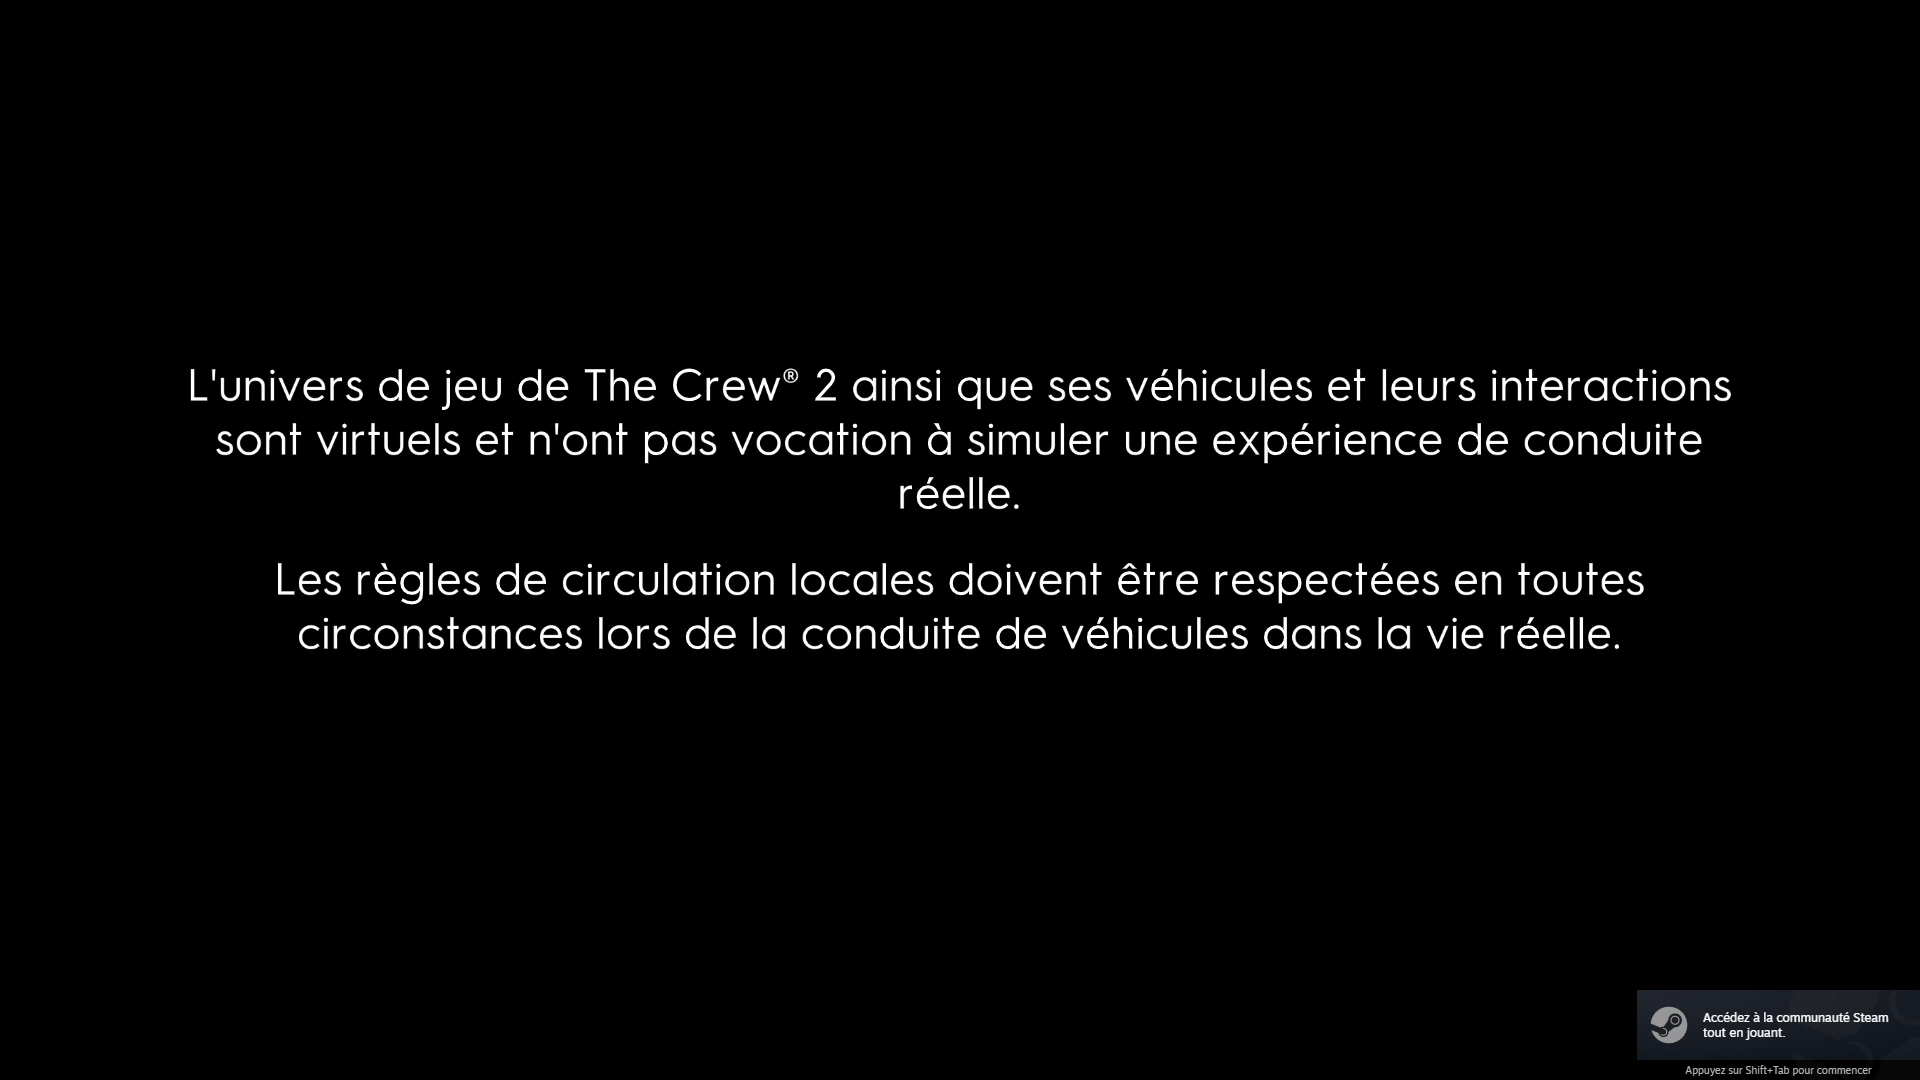 L'univers de jeu de The Crew® 2 ainsi que ses véhicules et leurs interactions
sont virtuels et n'ont pas vocation à simuler une expérience de conduite
réelle.
Les règles de circulation locales doivent être respectées en toutes
circonstances lors de la conduite de véhicules dans la vie réelle.
Accédez à la communauté Steam
tout en jouant.
Appuyez sur Shift+Tab pour commencer